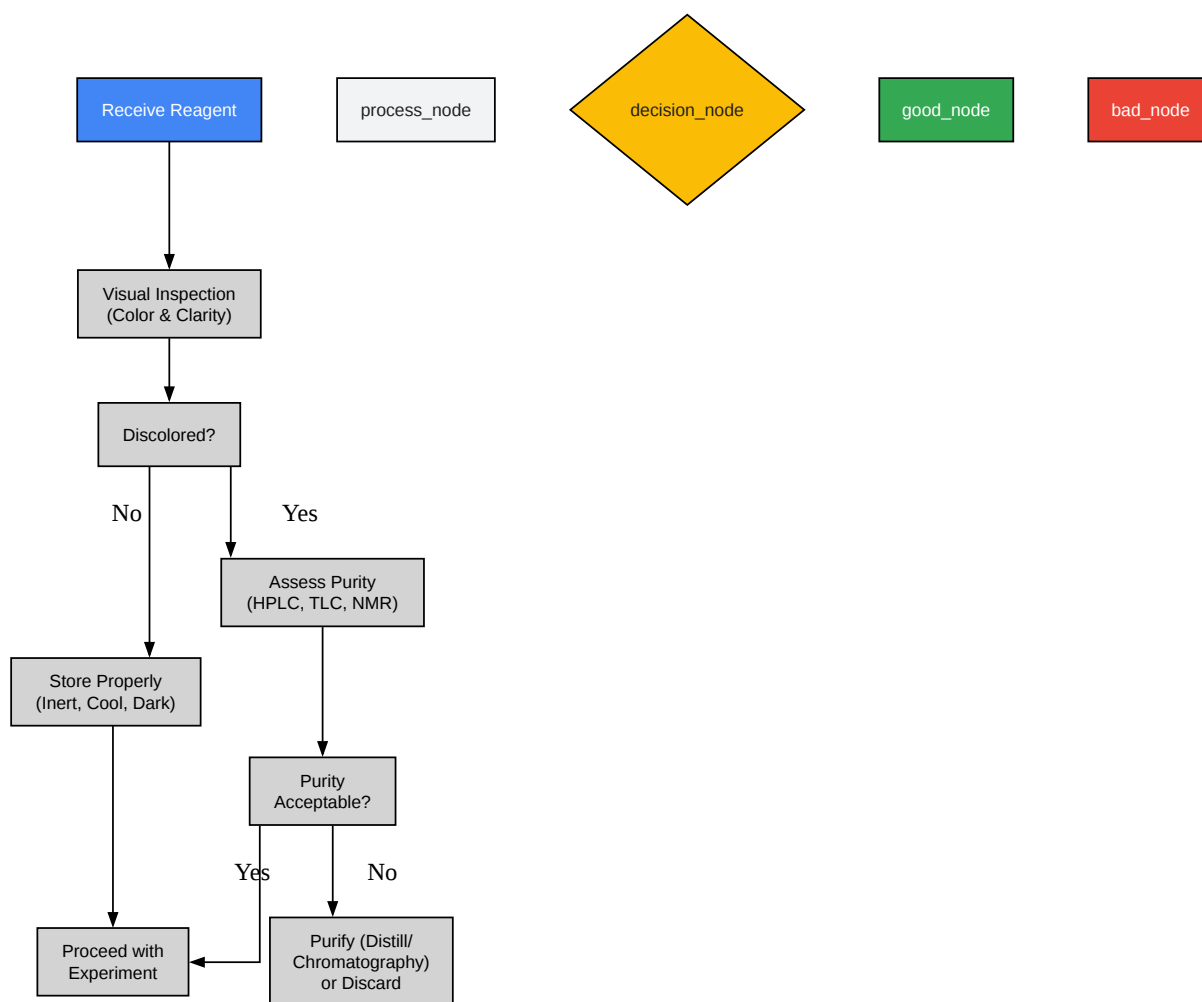 Receive Reagent
process_node
decision_node
good_node
bad_node
Visual Inspection
(Color & Clarity)
Discolored?
No
Yes
Assess Purity
(HPLC, TLC, NMR)
Store Properly
(Inert, Cool, Dark)
Purity
Acceptable?
Yes
No
Proceed with
Experiment
Purify (Distill/
Chromatography)
or Discard